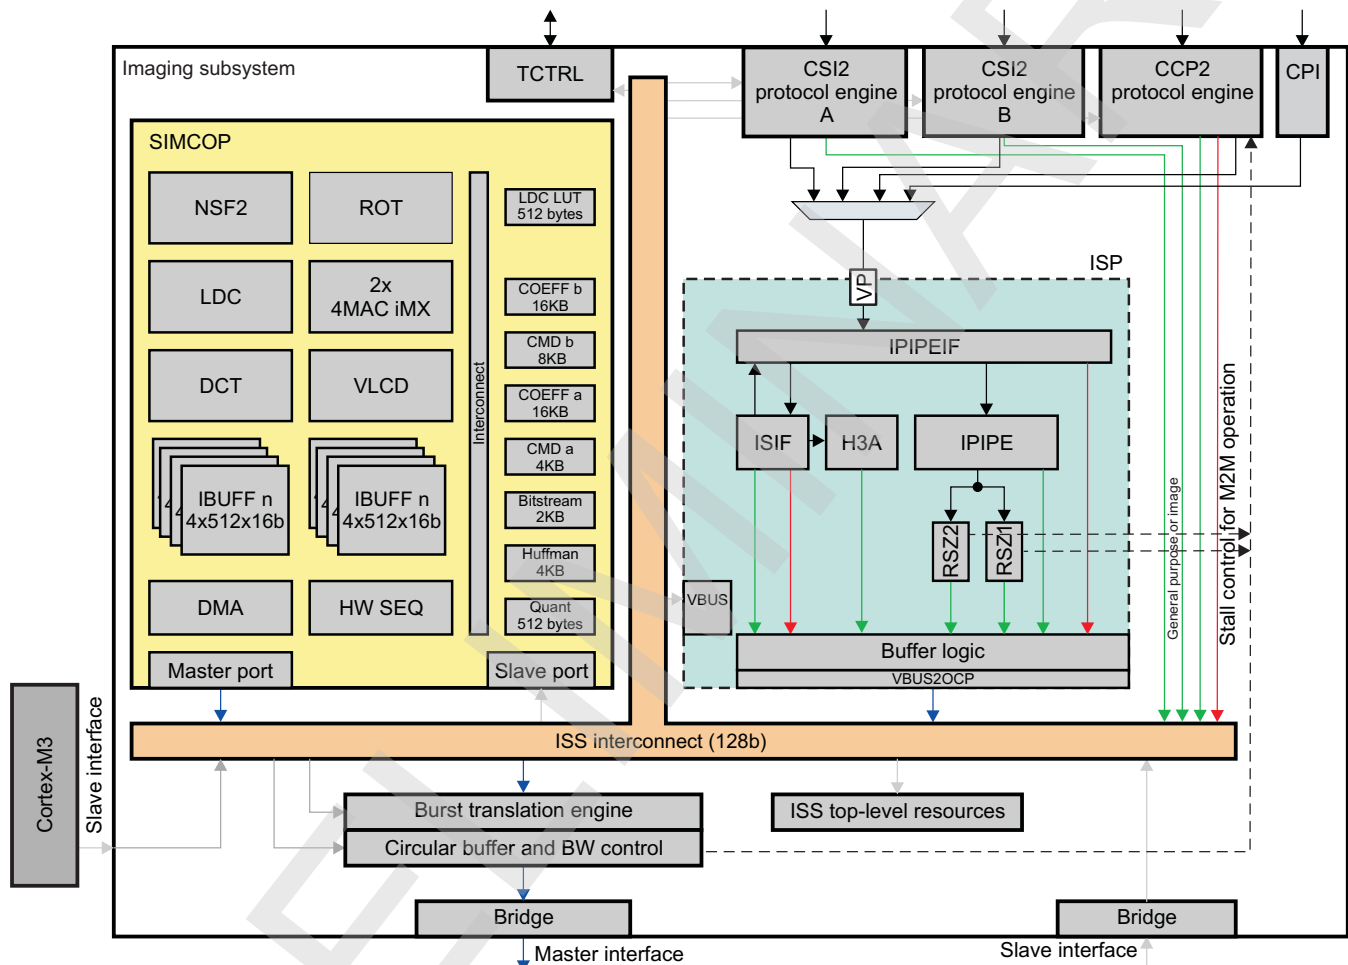 Imaging subsystem
TCTRL
CSI2
protocol engine
A
CSI2
protocol engine
B
CCP2
protocol engine
CPI
SIMCOP
NSF2
ROT
LDC
2x
4MAC iMX
DCT
VLCD
IBUFF n
4x512x16b
IBUFF n
4x512x16b
DMA
HW SEQ
Interconnect
LDC LUT
512 bytes
COEFF b
16KB
CMD b
8KB
COEFF a
16KB
CMD a
4KB
Bitstream
2KB
Huffman
4KB
Quant
512 bytes
Master port
Slave port
ISP
VP
IPIPEIF
ISIF
H3A
IPIPE
RSZ2
RSZ1
VBUS
Buffer logic
VBUS2OCP
General purpose or image
Stall control for M2M operation
ISS interconnect (128b)
Cortex-M3
Slave interface
Burst translation engine
Circular buffer and BW control
ISS top-level resources
Bridge
Bridge
Master interface
Slave interface